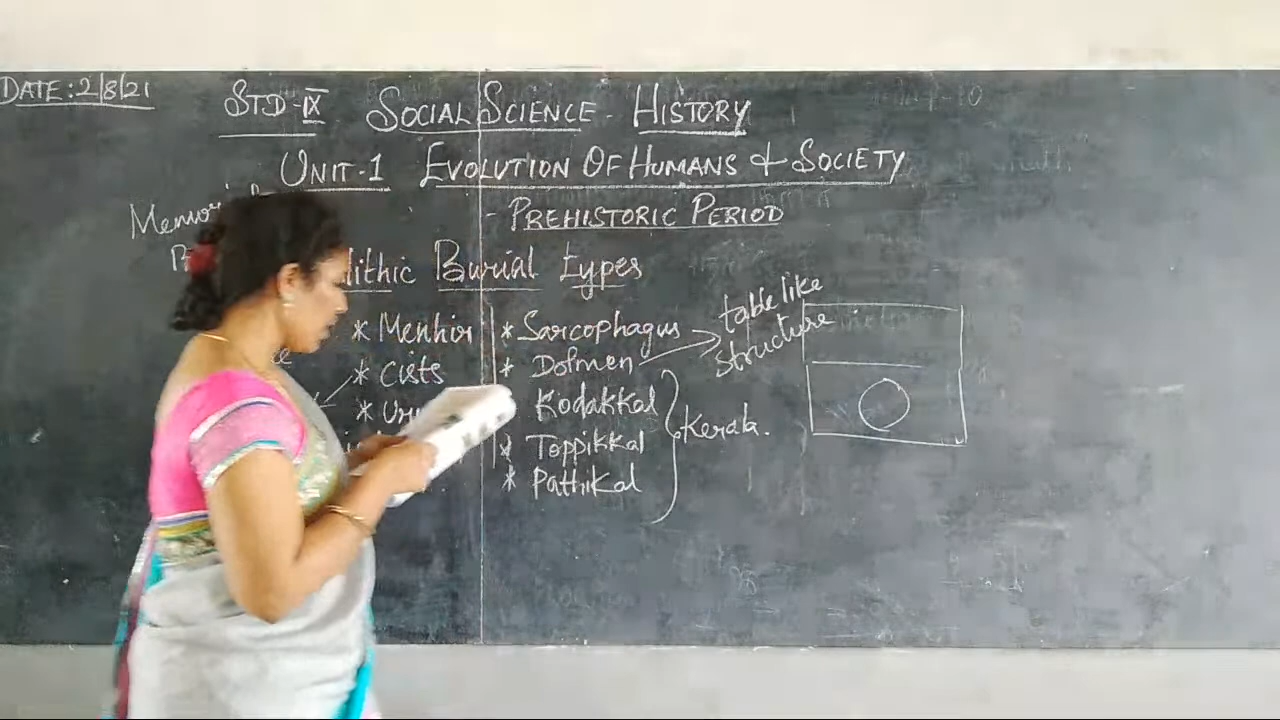 DATE: 2/8/21
STD-IX SOCIAL SCIENCE - HISTORY
UNIT-1 EVOLUTION OF HUMANS & SOCIETY
- PREHISTORIC PERIOD
Burial types
* Menhir
* Cists
* Sarcophagus
* Dolmen
table like
structure
Kodakkal
* Toppikkal
* Pathikal
Kerala.